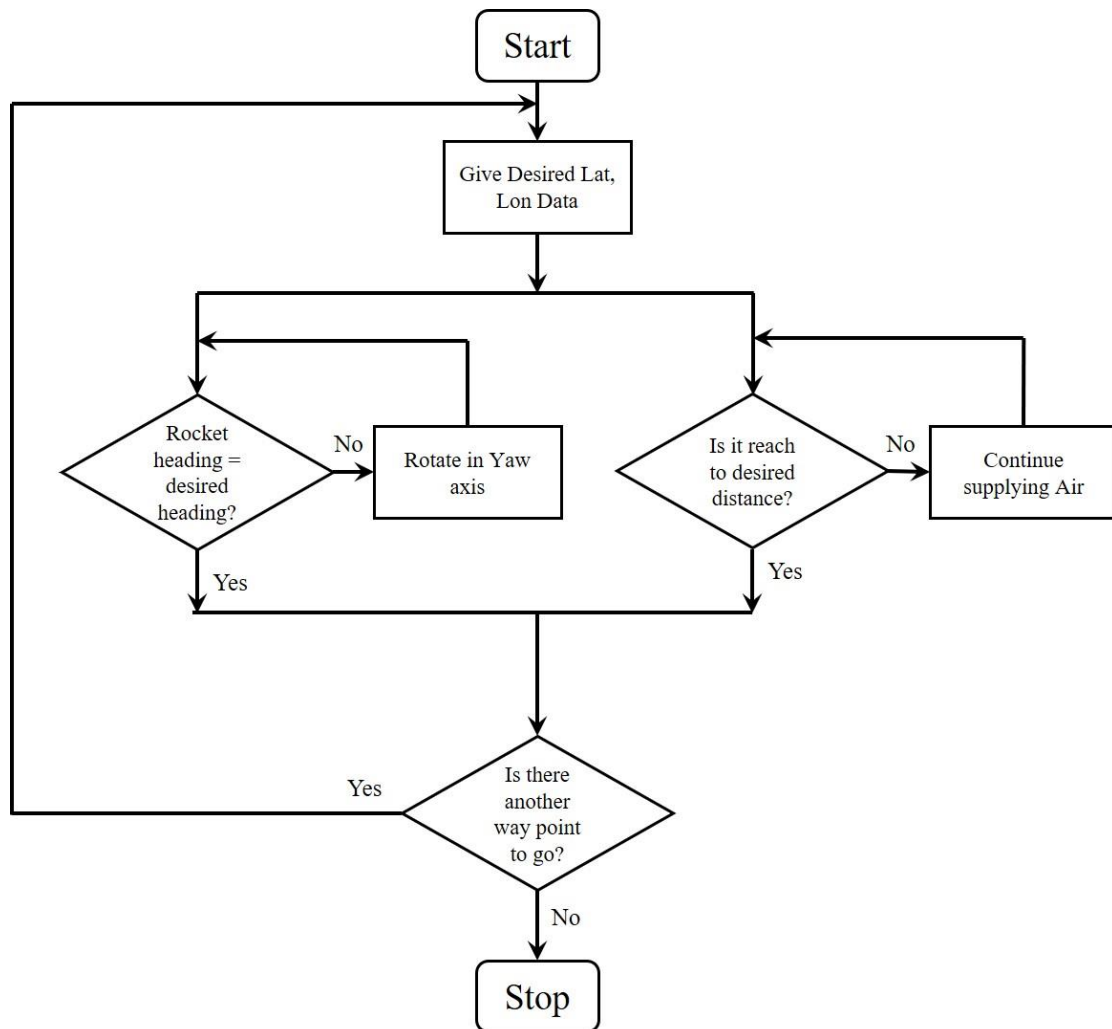 Start
Give Desired Lat,
Lon Data
Rocket
heading =
desired
heading?
No
Rotate in Yaw
axis
Yes
Is it reach
to desired
distance?
No
Continue
supplying Air
Yes
Is there
another
way point
to go?
Yes
No
Stop